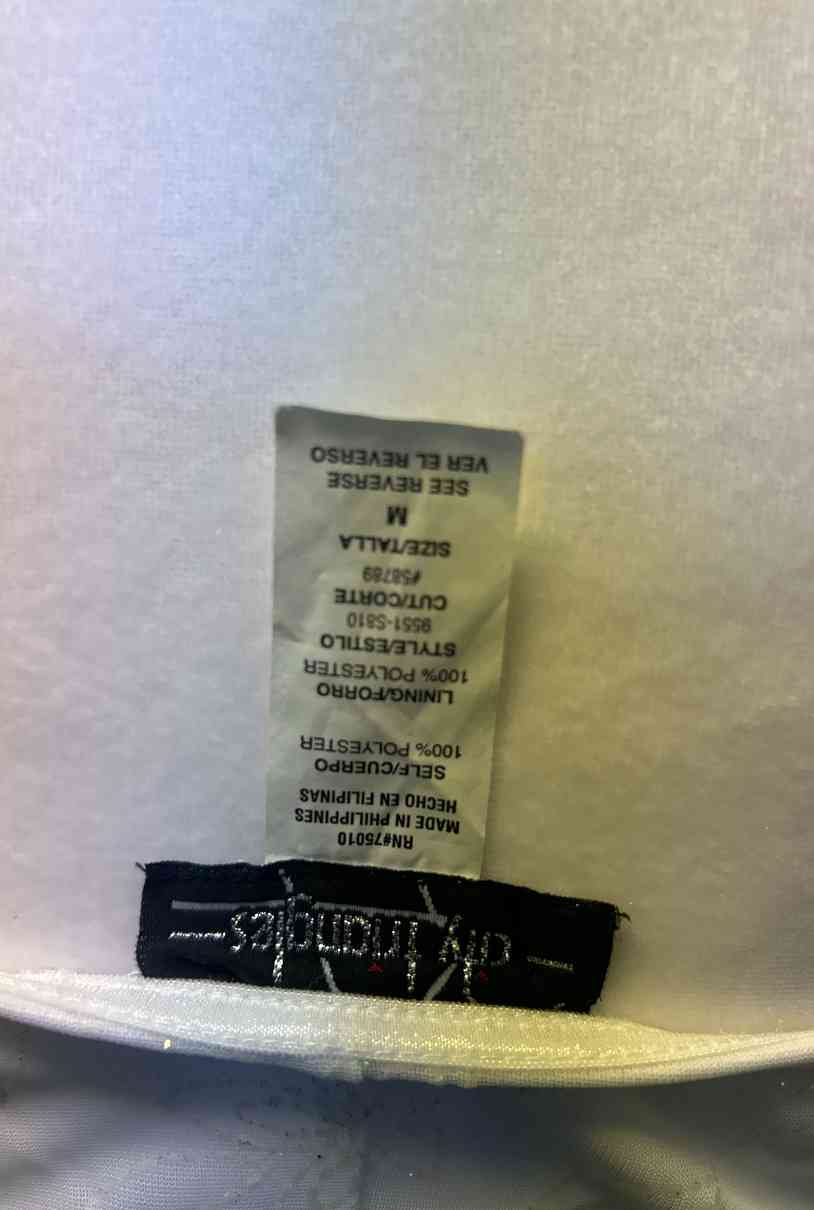 city triangles
RN#75010
MADE IN PHILIPPINES
HECHO EN FILIPINAS
SELF/CUERPO
100% POLYESTER
LINING/FORRO
100% POLYESTER
STYLE/ESTILO
9551-S810
CUT/CORTE
#58789
SIZE/TALLA
M
SEE REVERSE
VER EL REVERSO